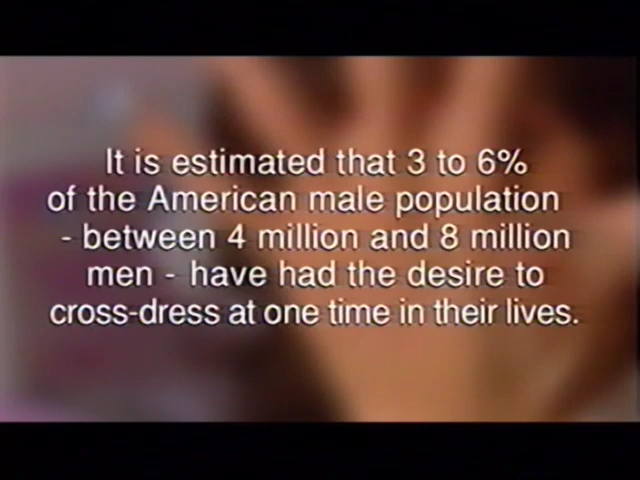 It is estimated that 3 to 6%
of the American male population
- between 4 million and 8 million
men - have had the desire to
cross-dress at one time in their lives.